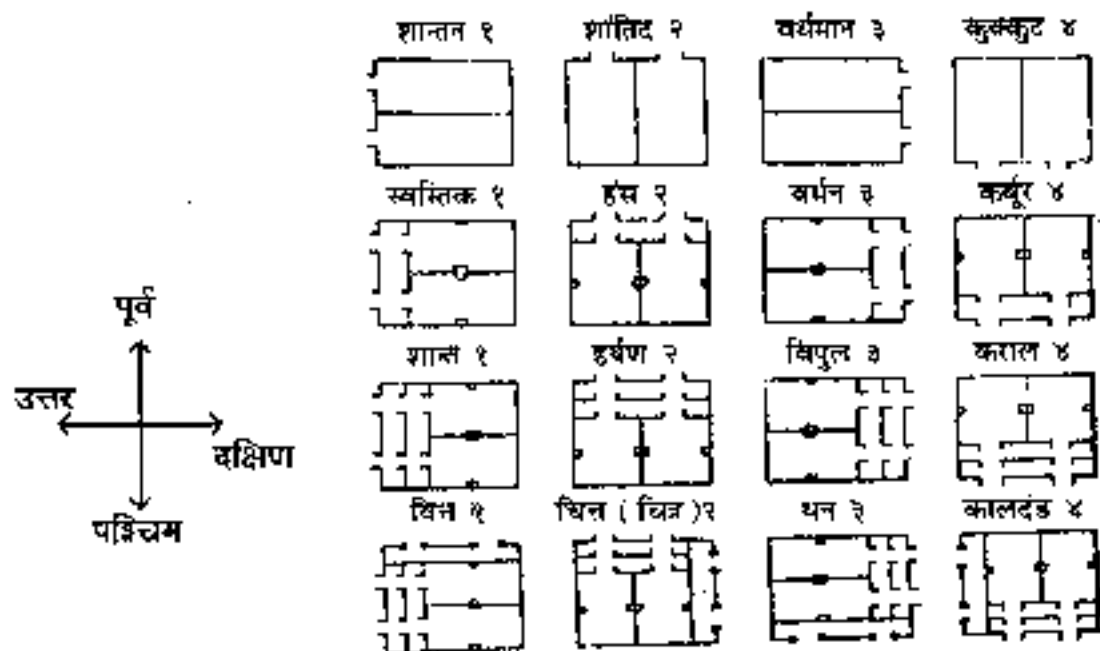 शान्तन १ शांतिद २ वर्धमान ३ कुक्कुट ४
स्वस्तिक १ हंस २ वर्धन ३ कर्थूर ४
शान्त १ हर्षण २ विपुल ३ कराल ४
वित्त १ चित्त (चित्र) २ धन ३ कालदंड ४
पूर्व
उत्तर
दक्षिण
पश्चिम